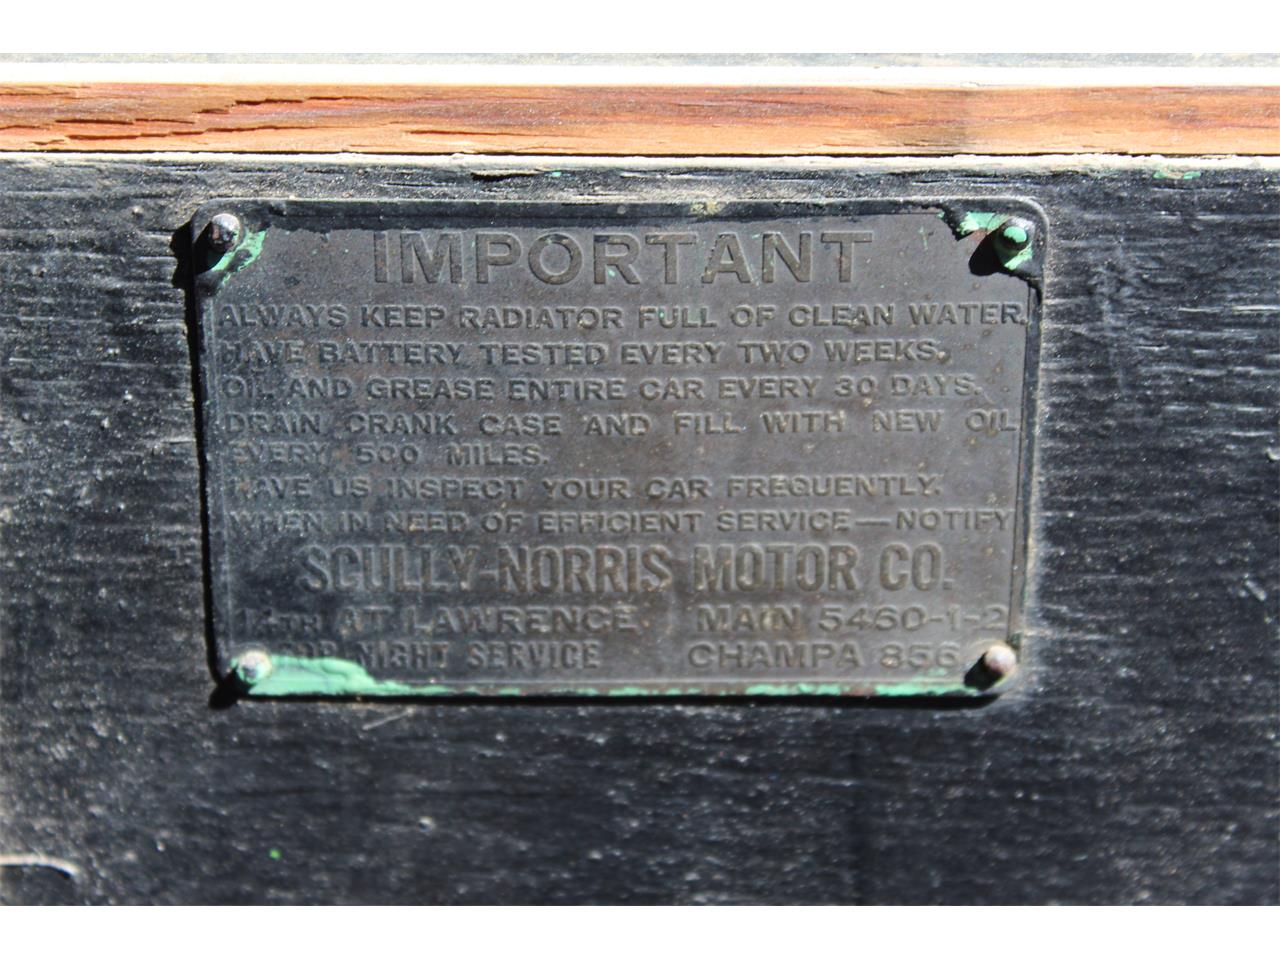 IMPORTANT
ALWAYS KEEP RADIATOR FULL OF CLEAN WATER.
HAVE BATTERY TESTED EVERY TWO WEEKS.
OIL AND GREASE ENTIRE CAR EVERY 30 DAYS.
DRAIN CRANK CASE AND FILL WITH NEW OIL
EVERY 500 MILES.
HAVE US INSPECT YOUR CAR FREQUENTLY.
WHEN IN NEED OF EFFICIENT SERVICE—NOTIFY
SCULLY-NORRIS MOTOR CO.
14TH AT LAWRENCE MAIN 5460-1-2
FOR NIGHT SERVICE CHAMPA